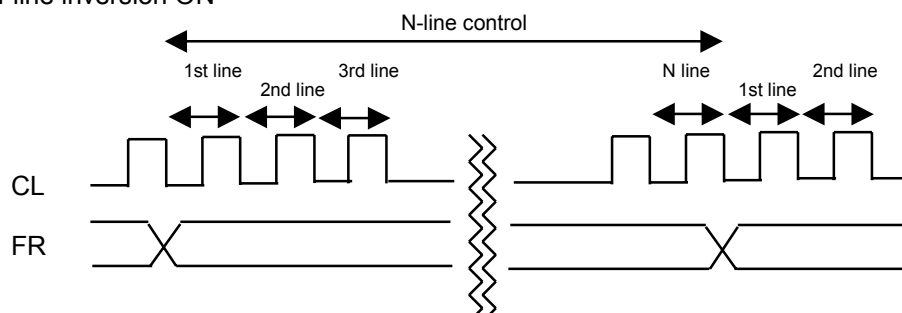 line inversion ON
N-line control
1st line
2nd line
3rd line
N line
1st line
2nd line
CL
FR